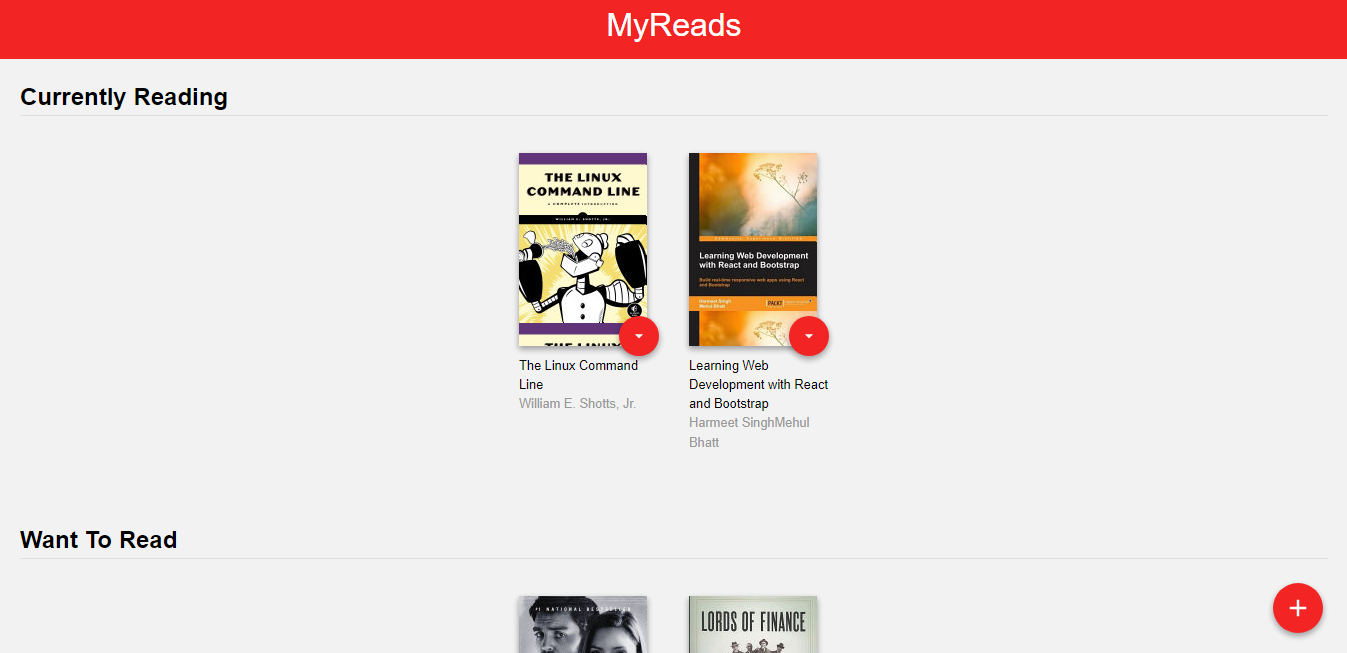 MyReads
Currently Reading
THE LINUX
COMMAND LINE
A COMPLETE INTRODUCTION
WILLIAM E. SHOTTS, JR.
THE LINUX
Learning Web Development
with React and Bootstrap
Build real-time responsive web apps using React
and Bootstrap
Harmeet Singh
Mehul Bhatt
PACKT
The Linux Command
Line
William E. Shotts, Jr.
Learning Web
Development with React
and Bootstrap
Harmeet SinghMehul
Bhatt
Want To Read
#1 NATIONAL BESTSELLER
LORDS OF FINANCE